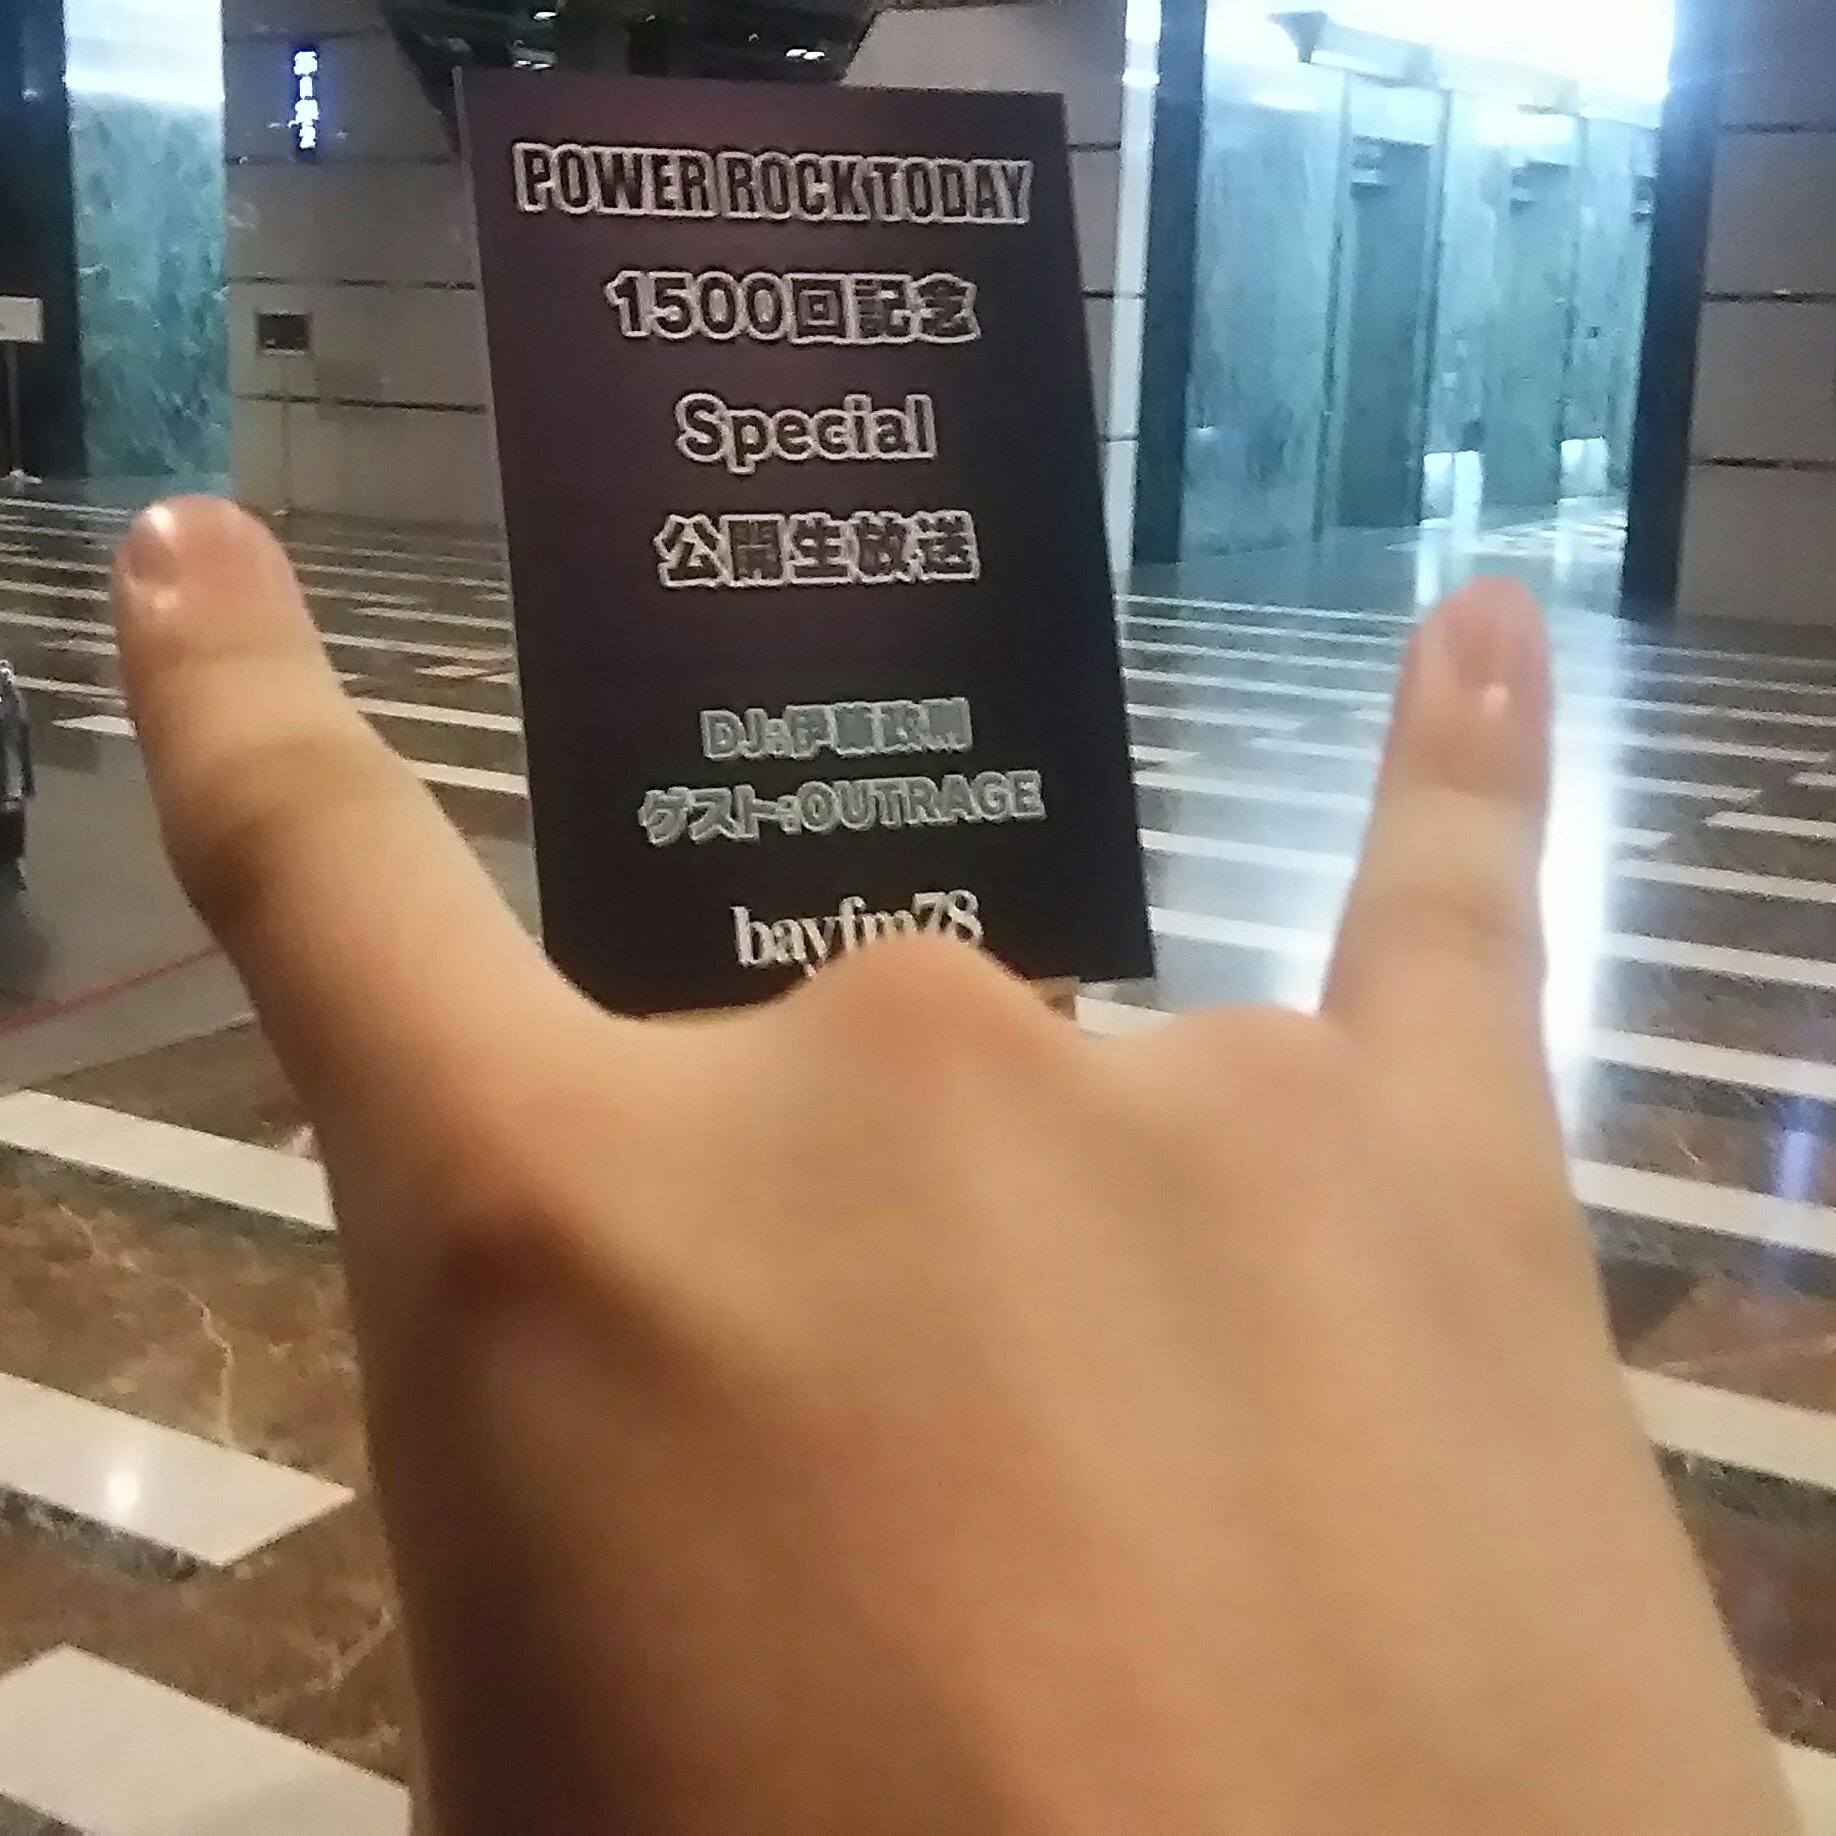 POWER ROCK TODAY
1500回記念
Special
公開生放送
DJ:伊藤政則
ゲスト:OUTRAGE
bayfm78